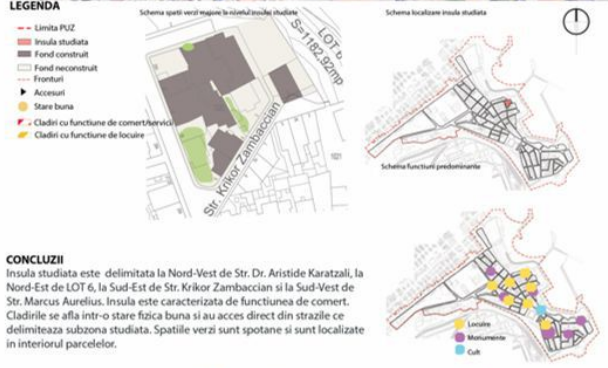 LEGENDA
Limita PUZ
Insula studiata
Fond construit
Fond neconstruit
Fronturi
Accesuri
Stare buna
Cladiri cu functiune de comert/servicii
Cladiri cu functiune de locuire
Schema spatii verzi majore la nivelul insulei studiate
LOT 6
S=1182,92mp
Str. Krikor Zambaccian
Schema localizare insula studiata
Schema functiuni predominante
Locuire
Monumente
Cult
CONCLUZII
Insula studiata este delimitata la Nord-Vest de Str. Dr. Aristide Karatzali, la
Nord-Est de LOT 6, la Sud-Est de Str. Krikor Zambaccian si la Sud-Vest de
Str. Marcus Aurelius. Insula este caracterizata de functiunea de comert.
Cladirile se afla intr-o stare fizica buna si au acces direct din strazile ce
delimiteaza subzona studiata. Spatiile verzi sunt spotane si sunt localizate
in interiorul parcelelor.